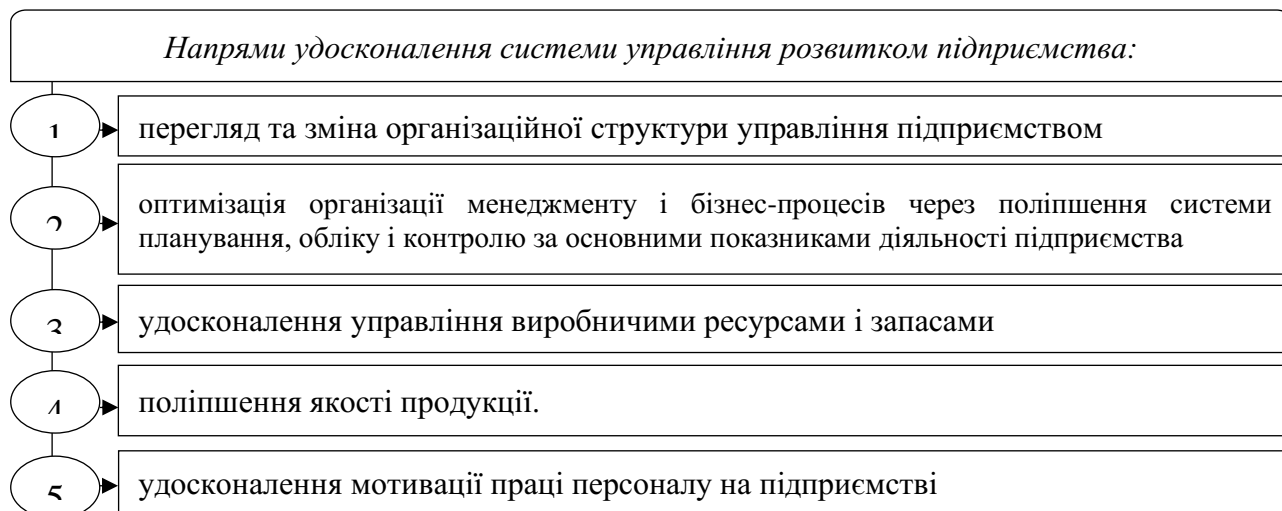 Напрями удосконалення системи управління розвитком підприємства:
1 перегляд та зміна організаційної структури управління підприємством
2 оптимізація організації менеджменту і бізнес-процесів через поліпшення системи
планування, обліку і контролю за основними показниками діяльності підприємства
3 удосконалення управління виробничими ресурсами і запасами
4 поліпшення якості продукції.
5 удосконалення мотивації праці персоналу на підприємстві